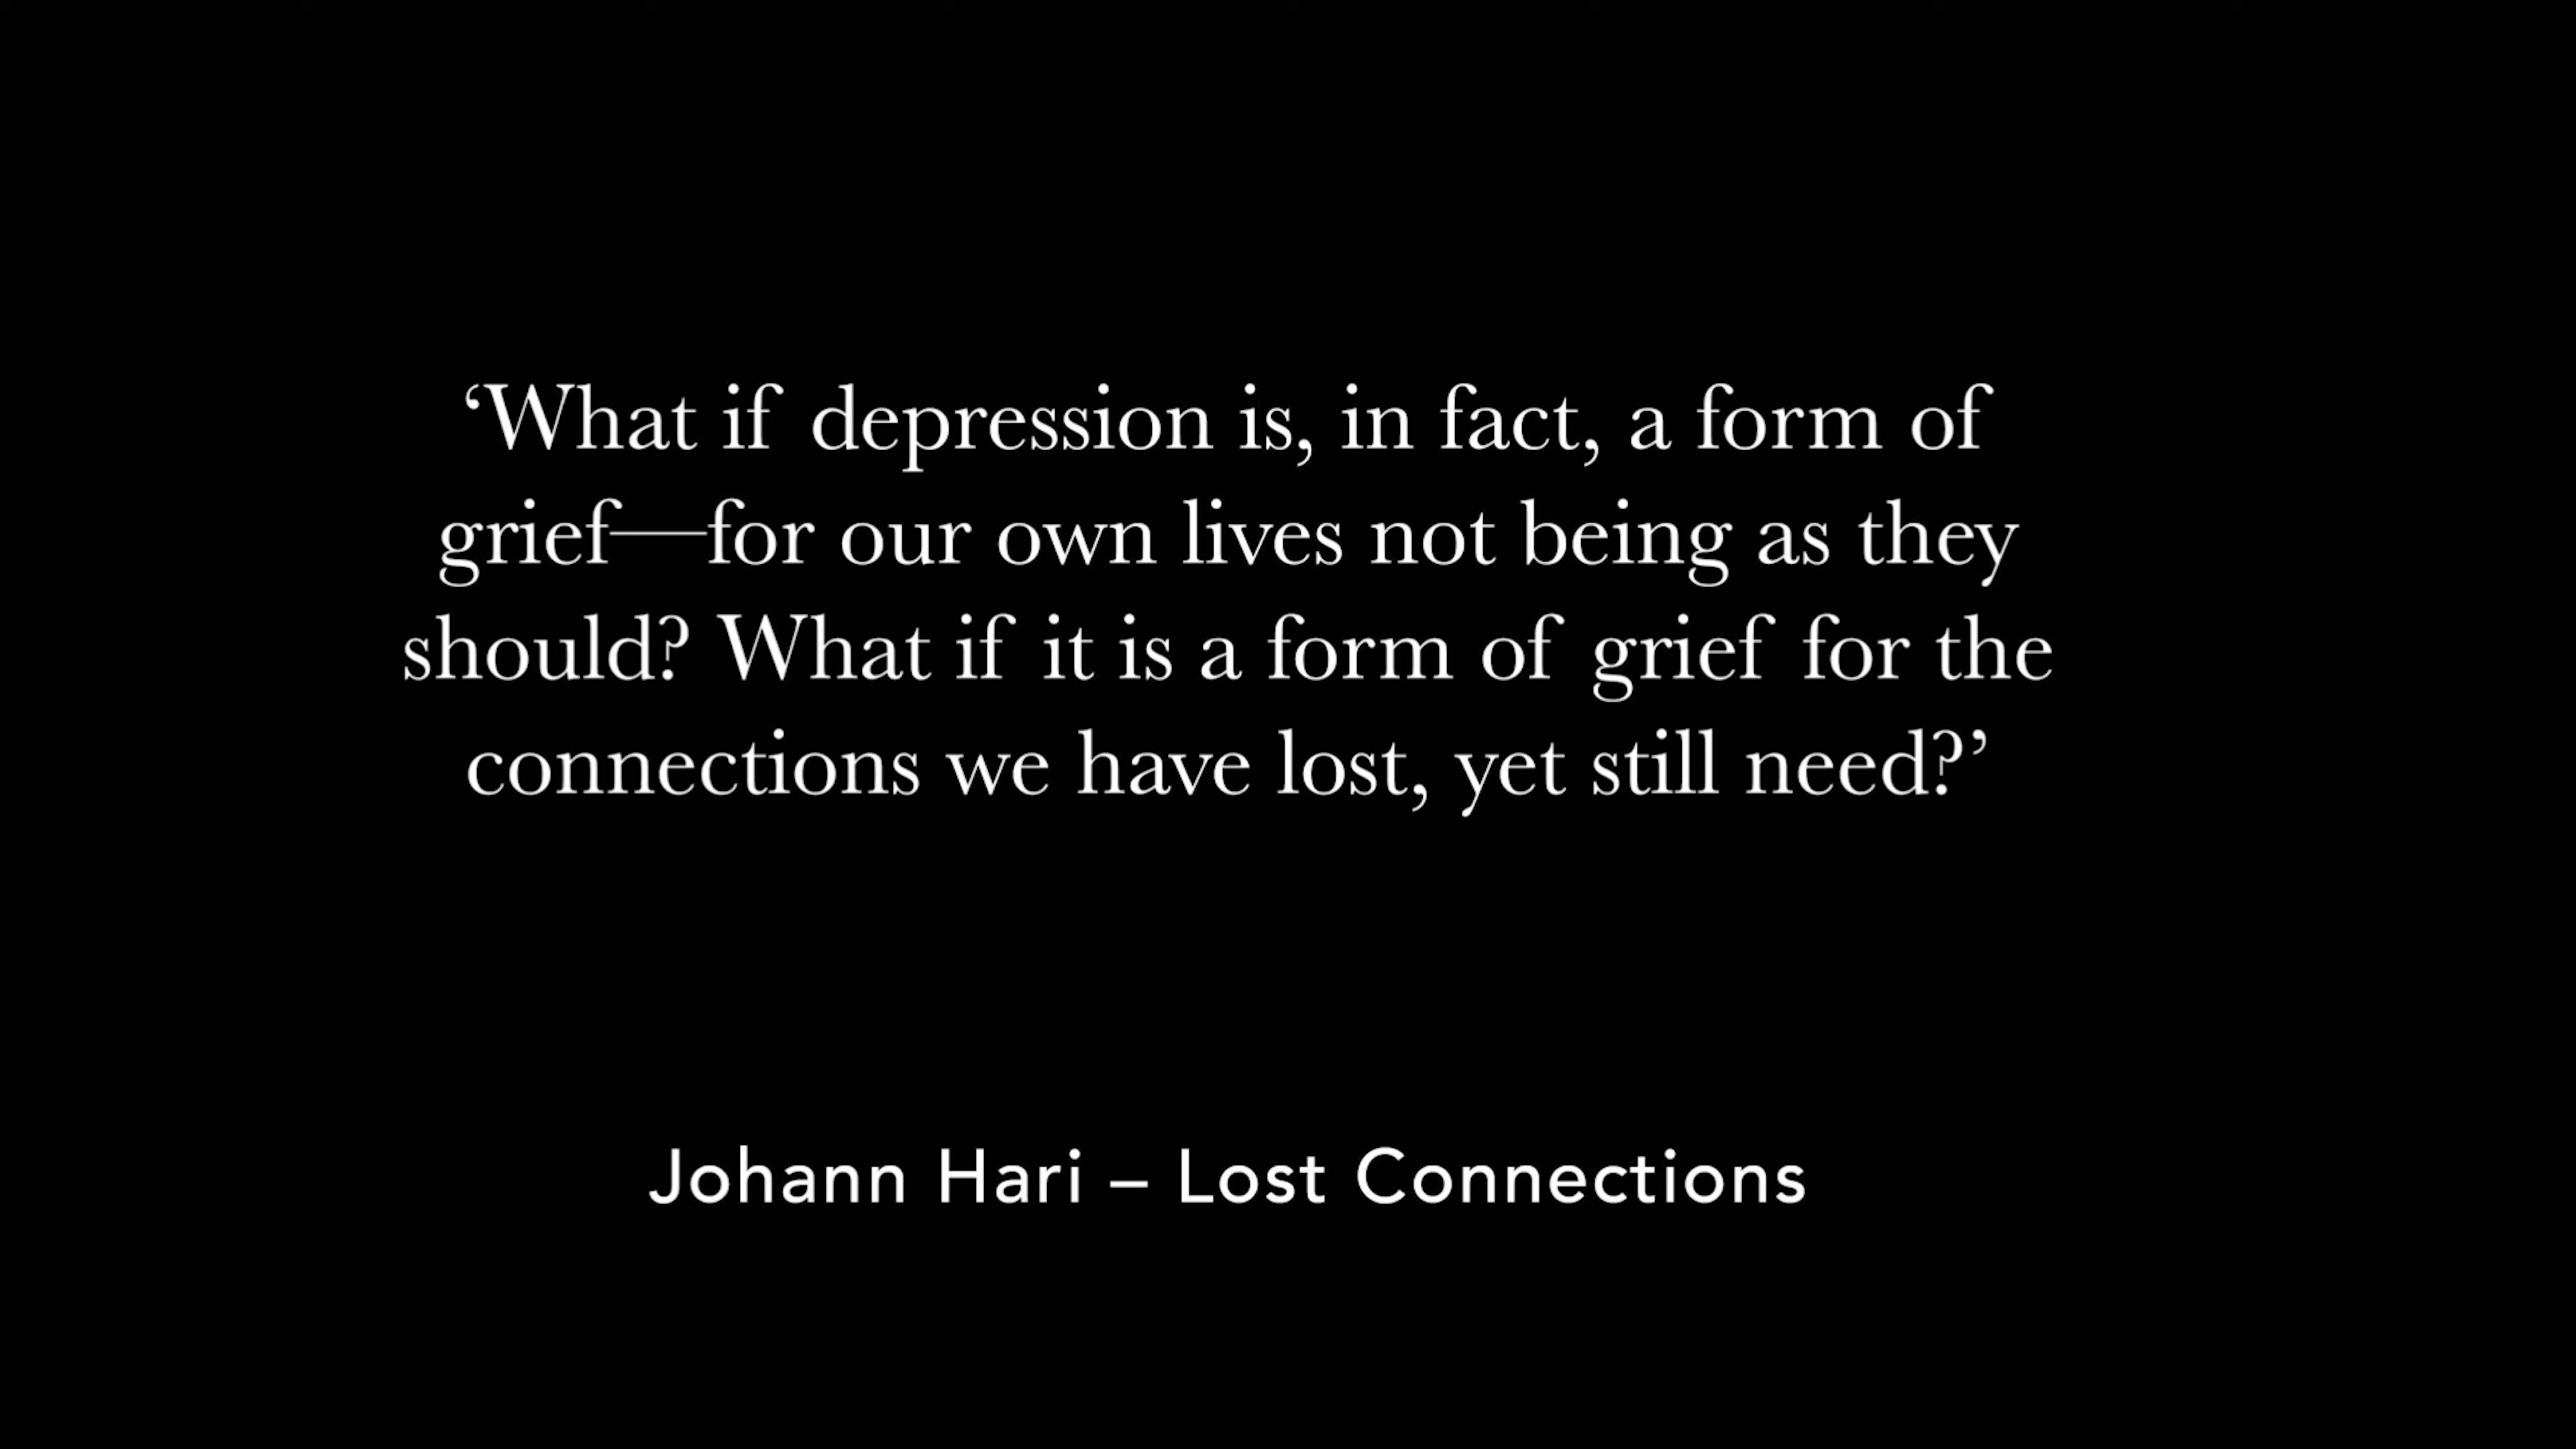 ‘What if depression is, in fact, a form of
grief—for our own lives not being as they
should? What if it is a form of grief for the
connections we have lost, yet still need?’
Johann Hari – Lost Connections